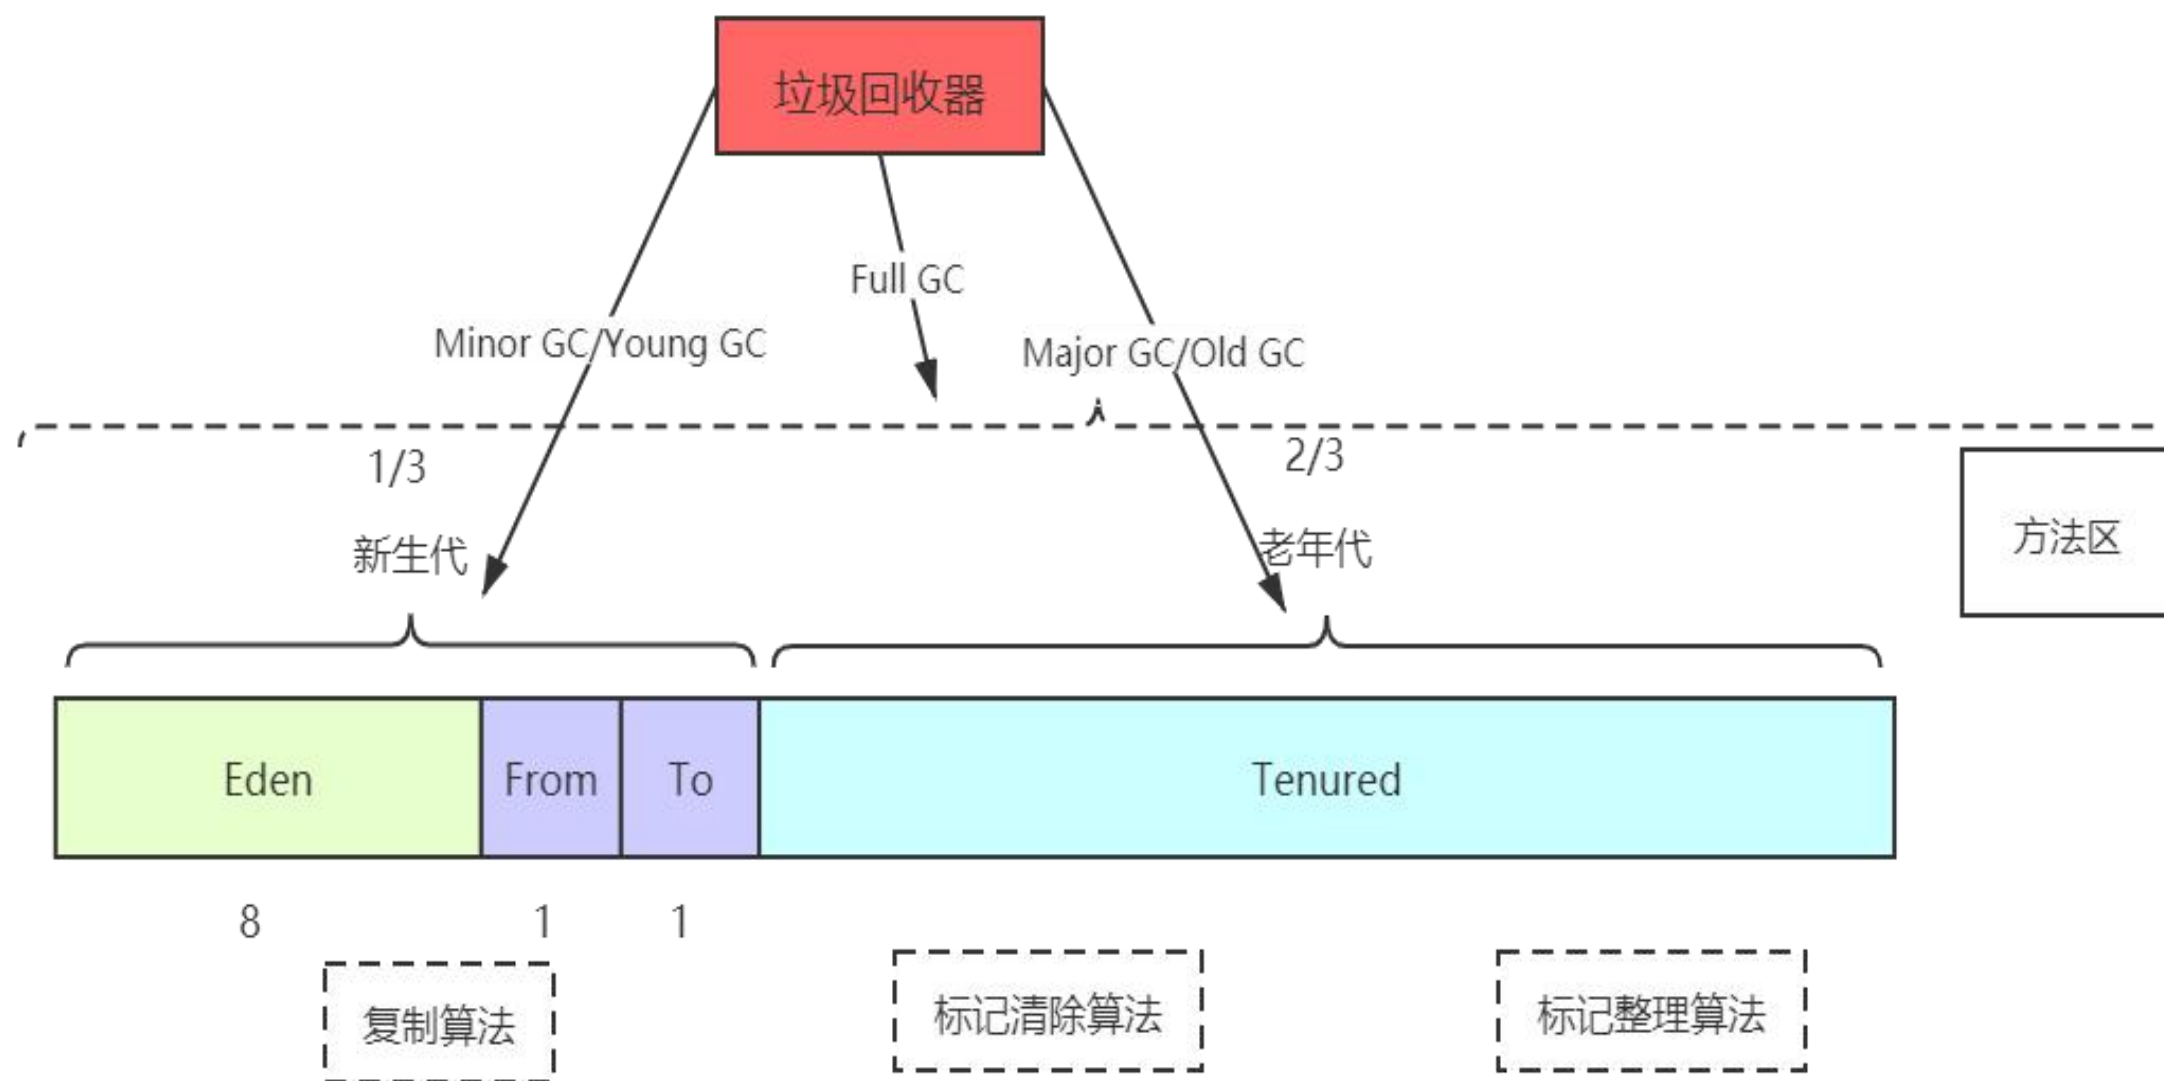 垃圾回收器
Full GC
Minor GC/Young GC
Major GC/Old GC
1/3
2/3
新生代
老年代
方法区
Eden
From
To
Tenured
8
1
1
复制算法
标记清除算法
标记整理算法